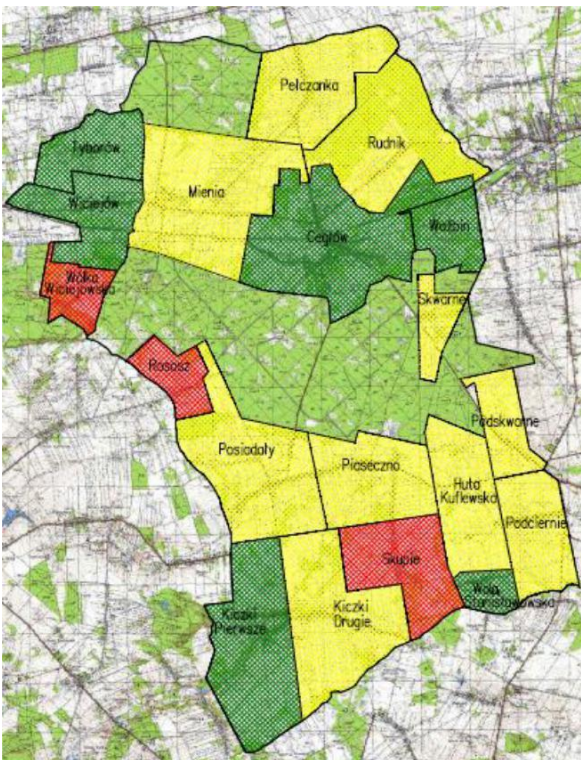 Pełczanka
Rudnik
Tyborów
Mienia
Wiciejów
Cegłów
Woźbin
Wólka
Wiciejowska
Skwarne
Rososz
Podskwarne
Posiadały
Piaseczno
Huta
Kuflewska
Podciernie
Skupie
Kiczki
Pierwsze
Kiczki
Drugie